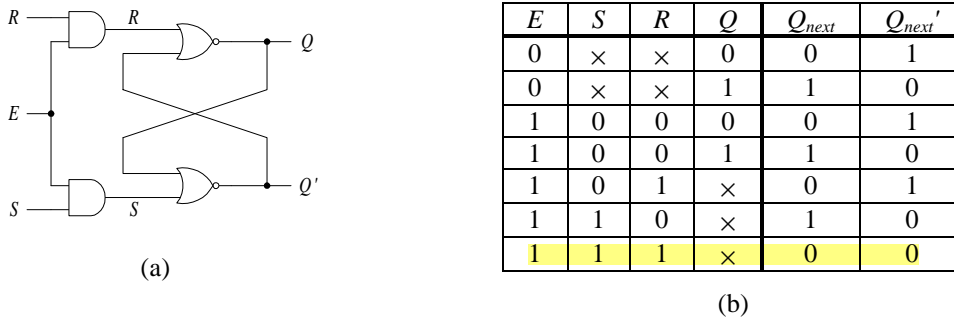 R
R
Q
E
S
S
Q'
(a)
E S R Q Qnext Qnext'
0 × × 0 0 1
0 × × 1 1 0
1 0 0 0 0 1
1 0 0 1 1 0
1 0 1 × 0 1
1 1 0 × 1 0
1 1 1 × 0 0
(b)